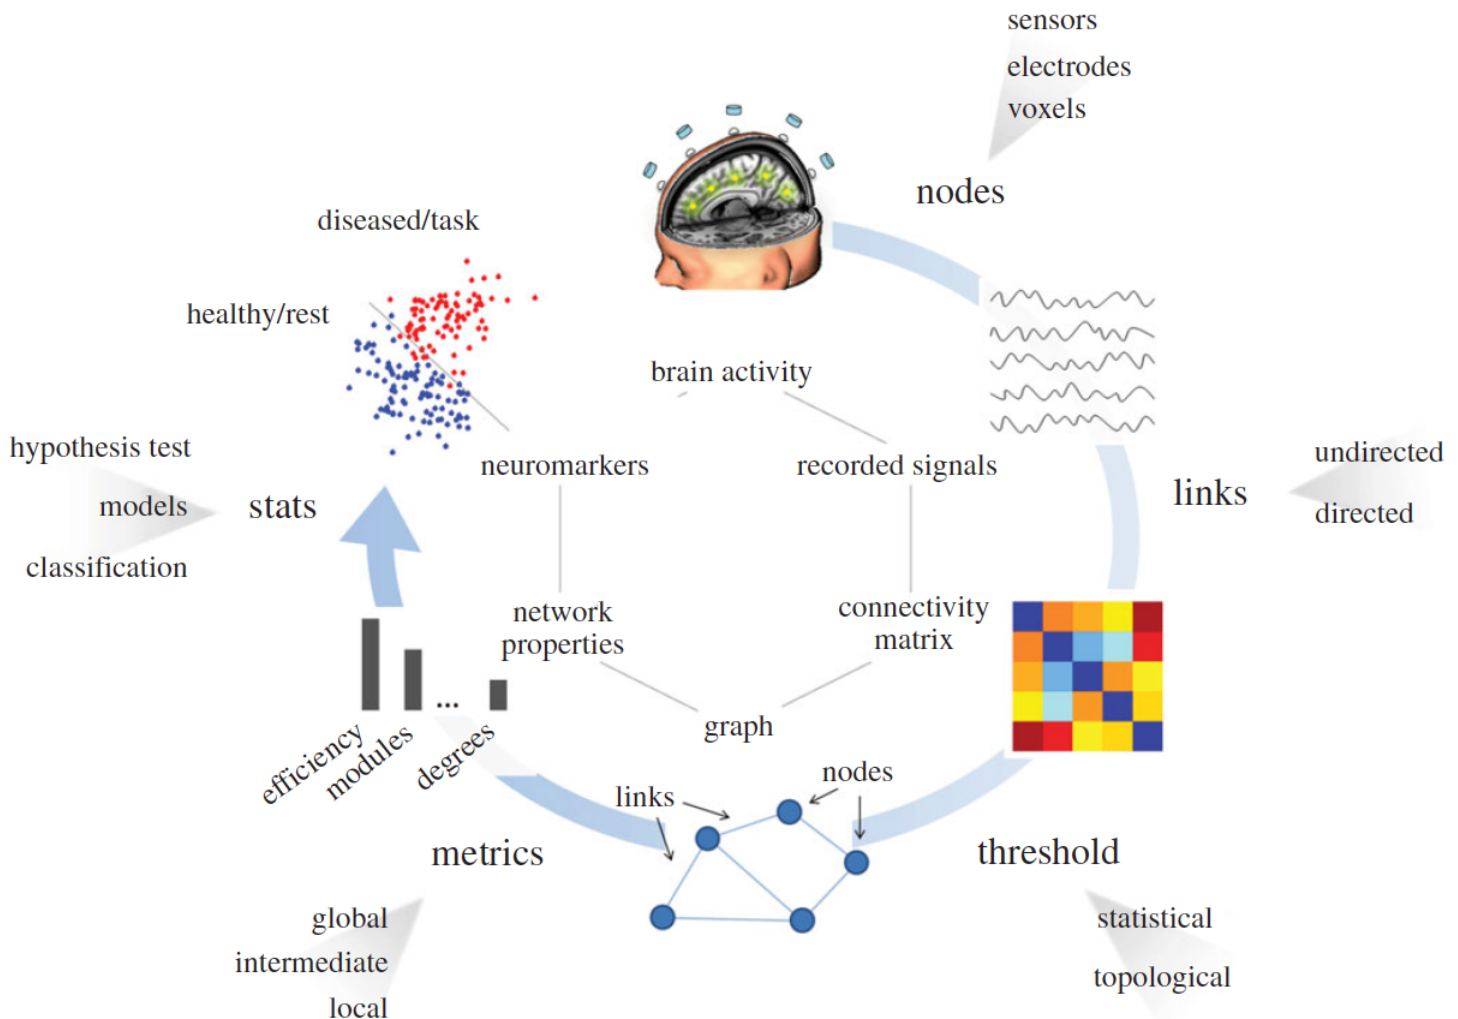 sensors
electrodes
voxels
nodes
diseased/task
healthy/rest
brain activity
hypothesis test
models
classification
stats
neuromarkers
recorded signals
links
undirected
directed
network
properties
connectivity
matrix
graph
efficiency
modules
...
degrees
links
nodes
metrics
threshold
global
intermediate
local
statistical
topological